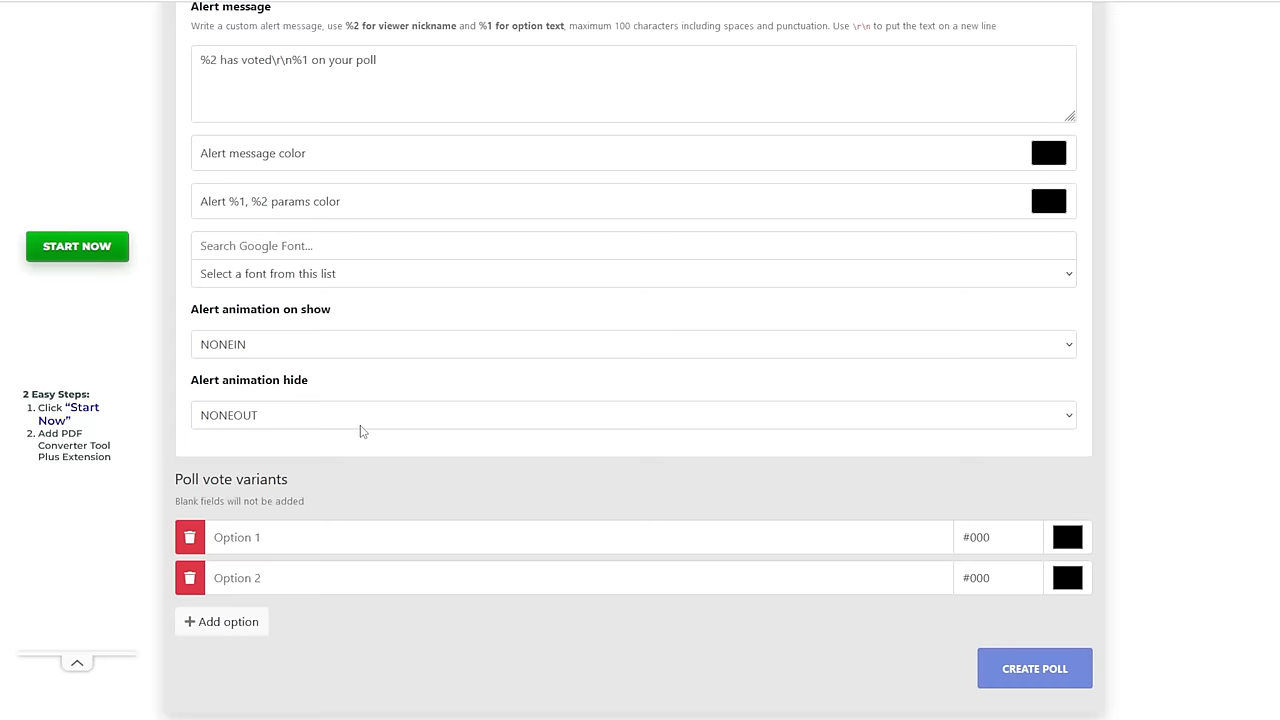 Alert message
Write a custom alert message, use %2 for viewer nickname and %1 for option text, maximum 100 characters including spaces and punctuation. Use \r\n to put the text on a new line
%2 has voted\r\n%1 on your poll
Alert message color
Alert %1, %2 params color
START NOW
Search Google Font...
Select a font from this list
Alert animation on show
NONEIN
Alert animation hide
2 Easy Steps:
1. Click “Start
Now”
2. Add PDF
Converter Tool
Plus Extension
NONEOUT
Poll vote variants
Blank fields will not be added
Option 1 #000
Option 2 #000
Add option
CREATE POLL